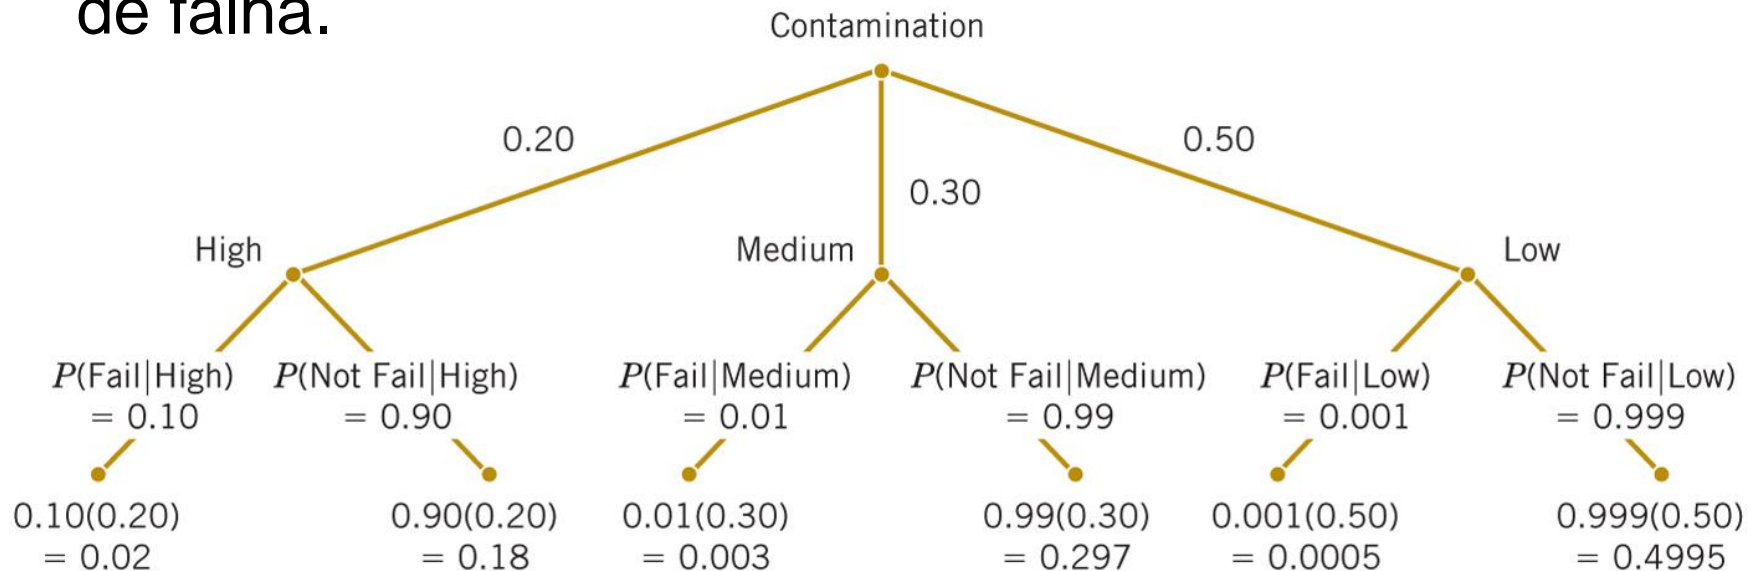 de falha.
Contamination
0.20
0.50
0.30
High
Medium
Low
P(Fail|High)
= 0.10
P(Not Fail|High)
= 0.90
P(Fail|Medium)
= 0.01
P(Not Fail|Medium)
= 0.99
P(Fail|Low)
= 0.001
P(Not Fail|Low)
= 0.999
0.10(0.20)
= 0.02
0.90(0.20)
= 0.18
0.01(0.30)
= 0.003
0.99(0.30)
= 0.297
0.001(0.50)
= 0.0005
0.999(0.50)
= 0.4995